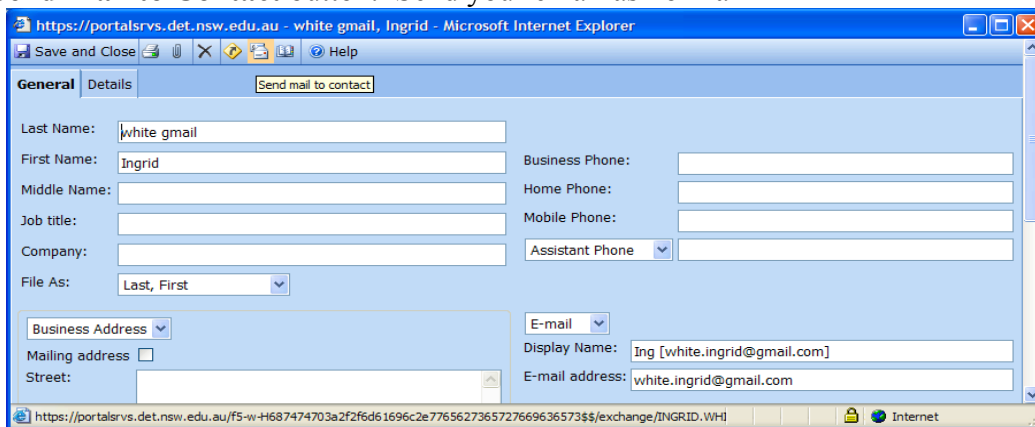 https://portalsrvs.det.nsw.edu.au - white gmail, Ingrid - Microsoft Internet Explorer
Save and Close Help
General Details Send mail to contact
Last Name: white gmail
First Name: Ingrid Business Phone:
Middle Name: Home Phone:
Job title: Mobile Phone:
Company: Assistant Phone
File As: Last, First
Business Address E-mail
Mailing address Display Name: Ing [white.ingrid@gmail.com]
Street: E-mail address: white.ingrid@gmail.com
https://portalsrvs.det.nsw.edu.au/f5-w-H687474703a2f2f6d61696c2e7765627365727669636573$$/exchange/INGRID.WHI Internet